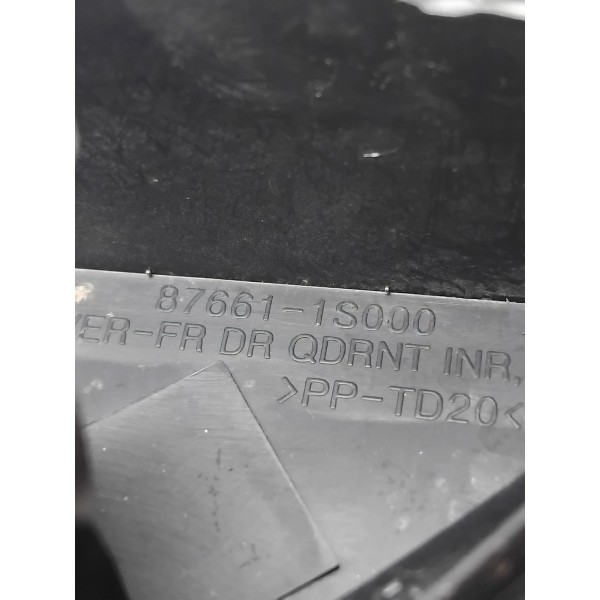 87661-1S000
VER-FR DR QDRNT INR,
>PP-TD20<